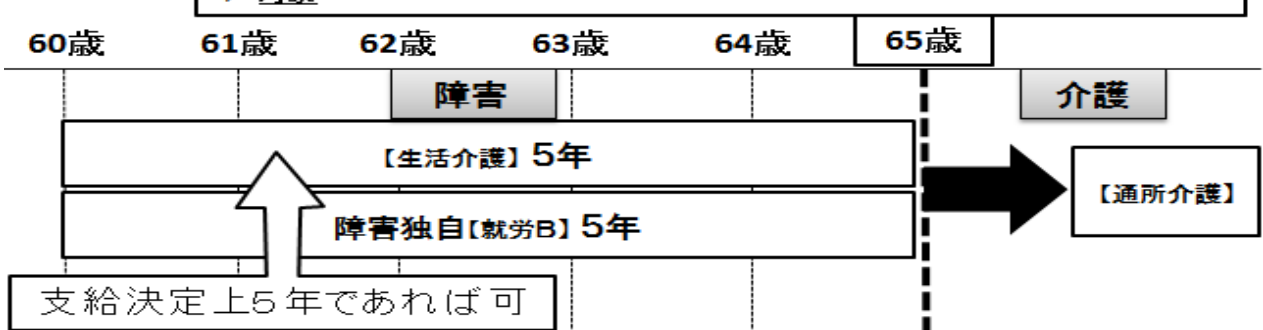 60歳 61歳 62歳 63歳 64歳 65歳
障害 介護
【生活介護】5年
【通所介護】
障害独自【就労B】5年
支給決定上5年であれば可